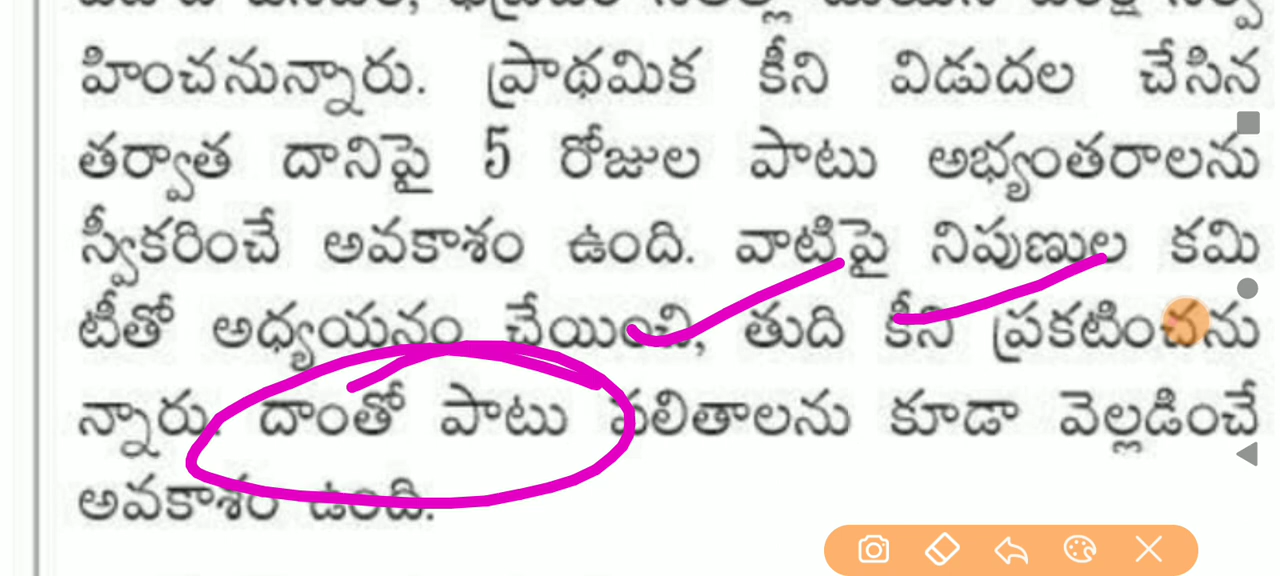 హించనున్నారు. ప్రాథమిక కీని విడుదల చేసిన
తర్వాత దానిపై 5 రోజుల పాటు అభ్యంతరాలను
స్వీకరించే అవకాశం ఉంది. వాటిపై నిపుణుల కమి
టీతో అధ్యయనం చేయించి, తుది కీని ప్రకటించను
న్నారు. దాంతో పాటు ఫలితాలను కూడా వెల్లడించే
అవకాశం ఉంది.